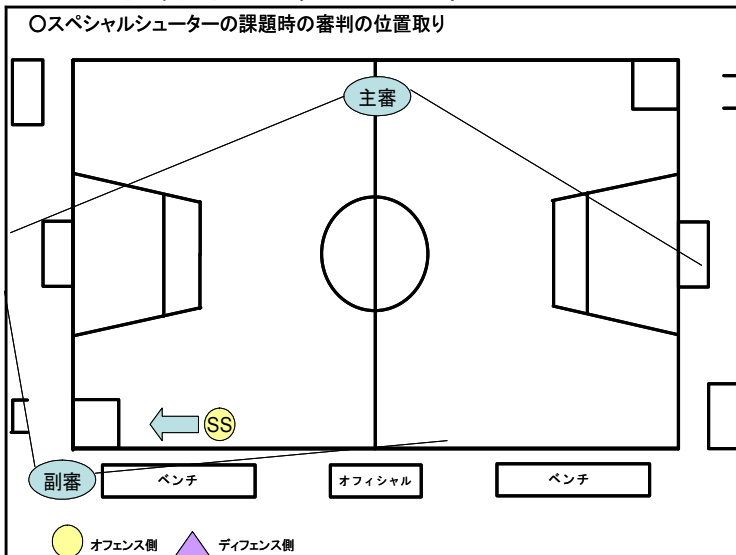 〇スペシャルシューターの課題時の審判の位置取り
主審
SS
副審
ベンチ
オフィシャル
ベンチ
オフェンス側
ディフェンス側